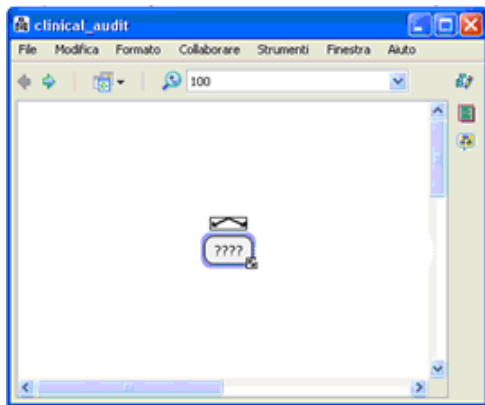 clinical_audit
File Modifica Formato Collaborare Strumenti Finestra Aiuto
100
????